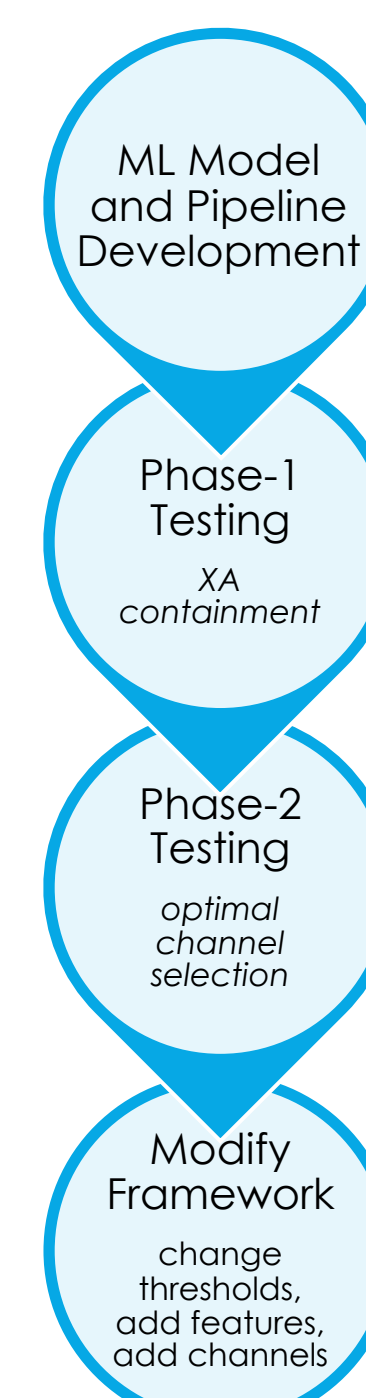 ML Model
and Pipeline
Development
Phase-1
Testing
XA
containment
Phase-2
Testing
optimal
channel
selection
Modify
Framework
change
thresholds,
add features,
add channels